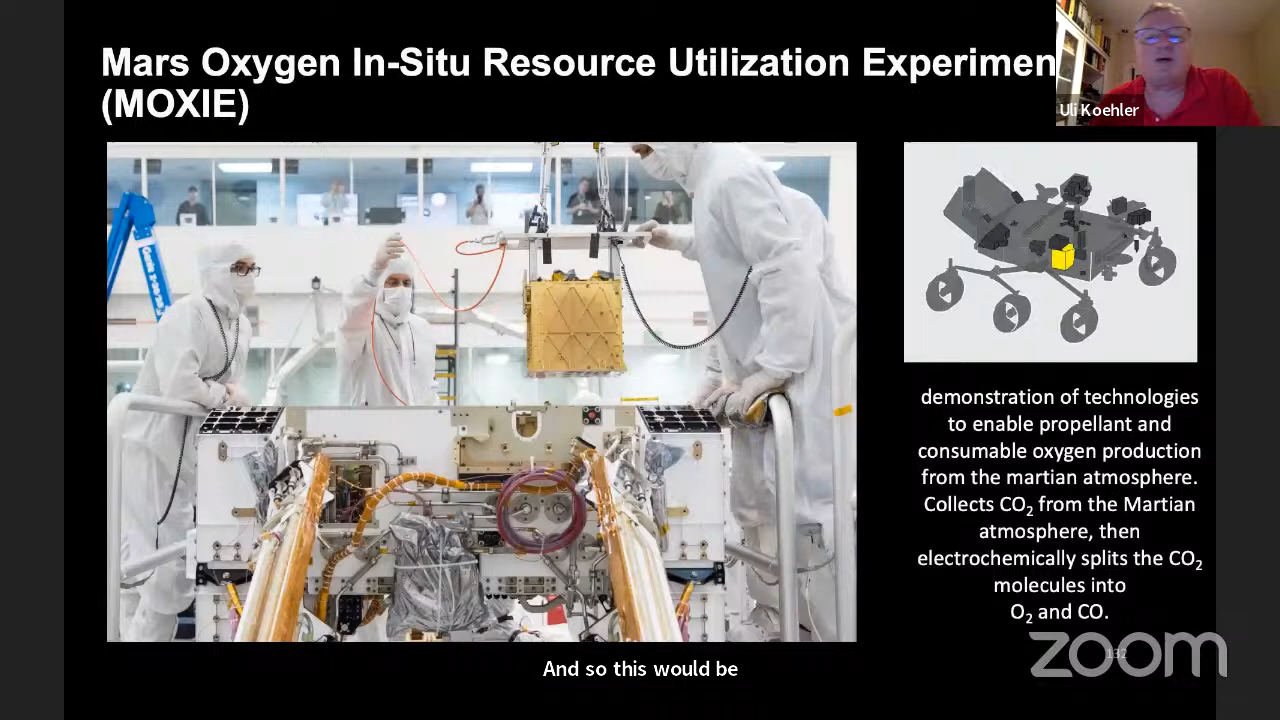 Mars Oxygen In-Situ Resource Utilization Experimen
(MOXIE)
Uli Koehler
demonstration of technologies
to enable propellant and
consumable oxygen production
from the martian atmosphere.
Collects CO₂ from the Martian
atmosphere, then
electrochemically splits the CO₂
molecules into
O₂ and CO.
132
zoom
And so this would be